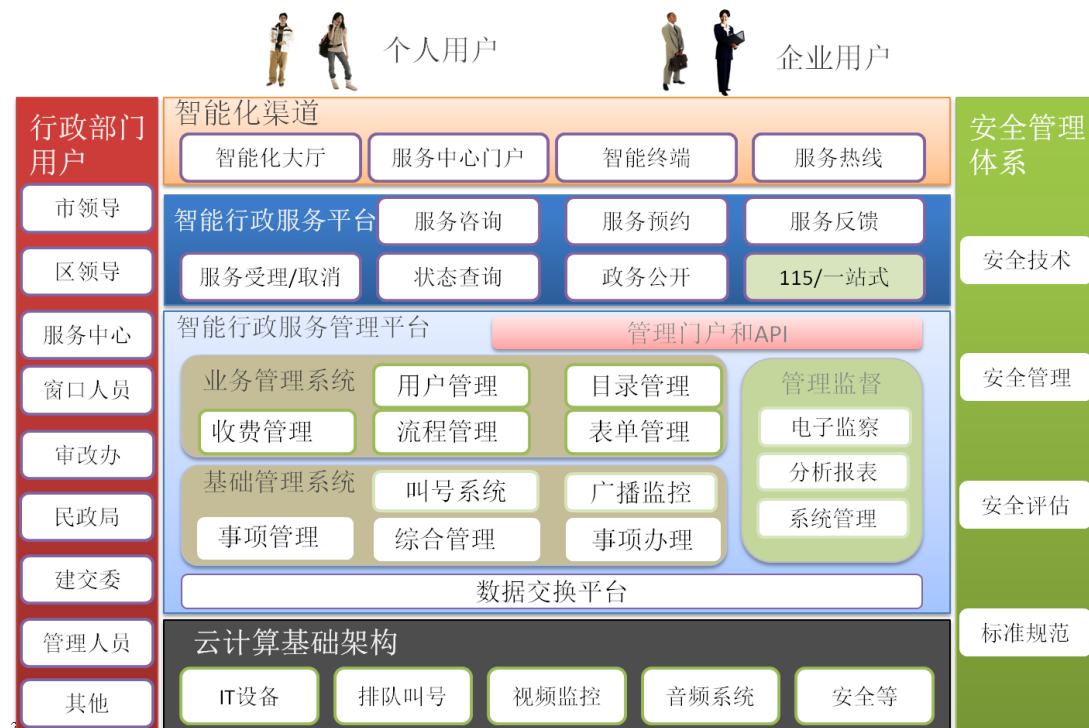 个人用户
企业用户
行政部门
用户
市领导
区领导
服务中心
窗口人员
审改办
民政局
建交委
管理人员
其他
智能化渠道
智能化大厅
服务中心门户
智能终端
服务热线
智能行政服务平台
服务咨询
服务预约
服务反馈
服务受理/取消
状态查询
政务公开
115/一站式
智能行政服务管理平台
管理门户和API
业务管理系统
用户管理
目录管理
收费管理
流程管理
表单管理
基础管理系统
叫号系统
广播监控
事项管理
综合管理
事项办理
管理监督
电子监察
分析报表
系统管理
数据交换平台
云计算基础架构
IT设备
排队叫号
视频监控
音频系统
安全等
安全管理
体系
安全技术
安全管理
安全评估
标准规范